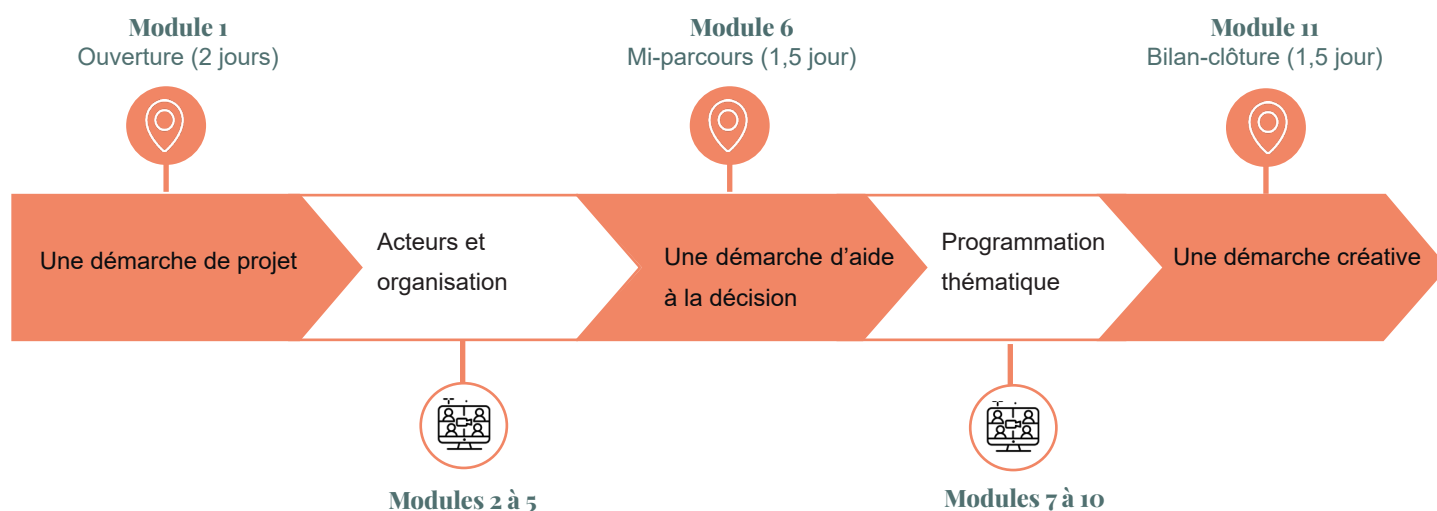 Module 1
Ouverture (2 jours)
Module 6
Mi-parcours (1,5 jour)
Module 11
Bilan-clôture (1,5 jour)
Une démarche de projet
Acteurs et
organisation
Une démarche d’aide
à la décision
Programmation
thématique
Une démarche créative
Modules 2 à 5
Modules 7 à 10